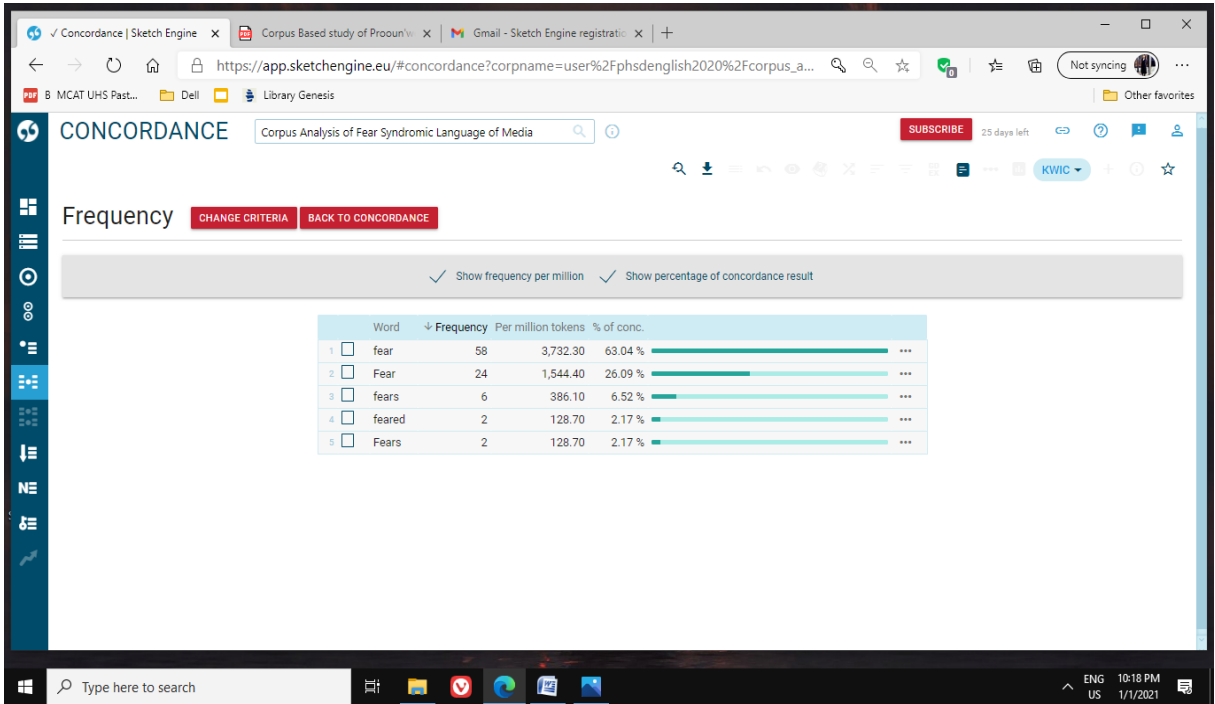 ✓ Concordance | Sketch Engine
Corpus Based study of Prooun'w
Gmail - Sketch Engine registratio
https://app.sketchengine.eu/#concordance?corpname=user%2Fphsdenglish2020%2Fcorpus_a...
0
Not syncing
PDF B MCAT UHS Past...
Dell
Library Genesis
Other favorites
CONCORDANCE
Corpus Analysis of Fear Syndromic Language of Media
SUBSCRIBE
25 days left
KWIC
Frequency
CHANGE CRITERIA
BACK TO CONCORDANCE
Show frequency per million
Show percentage of concordance result
Word Frequency Per million tokens % of conc.
1 fear 58 3,732.30 63.04 %
2 Fear 24 1,544.40 26.09 %
3 fears 6 386.10 6.52 %
4 feared 2 128.70 2.17 %
5 Fears 2 128.70 2.17 %
Type here to search
ENG 10:18 PM
US 1/1/2021